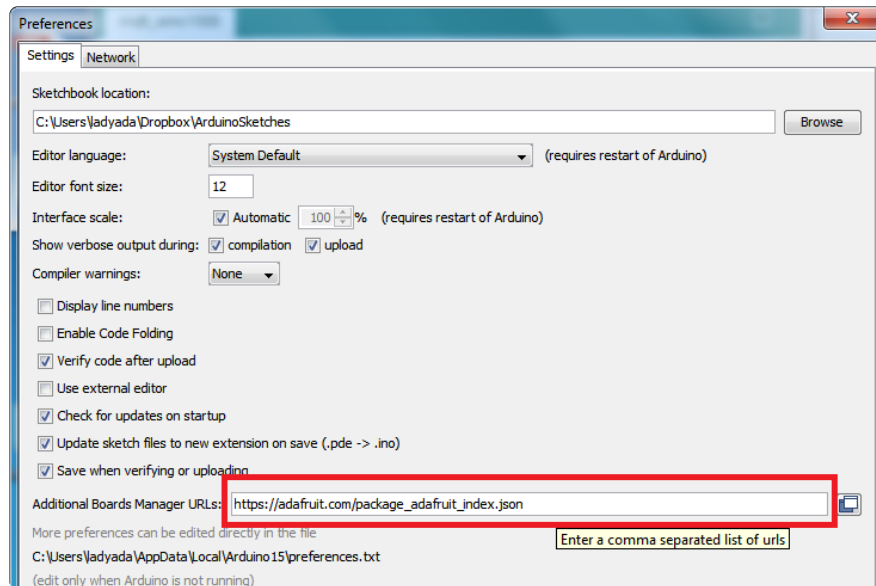 Preferences
Settings Network
Sketchbook location:
C:\Users\ladyada\Dropbox\ArduinoSketches Browse
Editor language: System Default (requires restart of Arduino)
Editor font size: 12
Interface scale: Automatic 100 % (requires restart of Arduino)
Show verbose output during: compilation upload
Compiler warnings: None
Display line numbers
Enable Code Folding
Verify code after upload
Use external editor
Check for updates on startup
Update sketch files to new extension on save (.pde -> .ino)
Save when verifying or uploading
Additional Boards Manager URLs: https://adafruit.com/package_adafruit_index.json
More preferences can be edited directly in the file
Enter a comma separated list of urls
C:\Users\ladyada\AppData\Local\Arduino15\preferences.txt
(edit only when Arduino is not running)